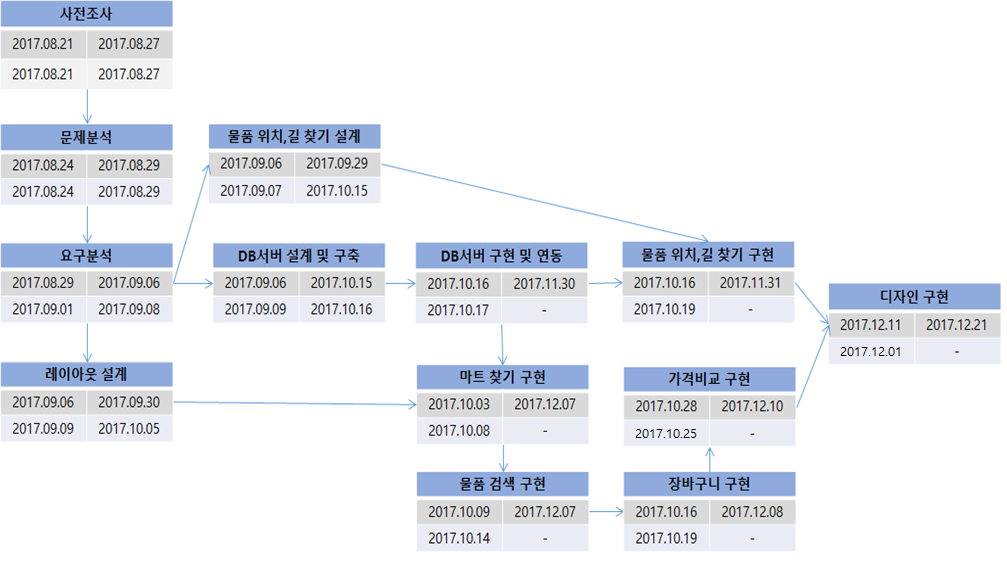 사전조사
2017.08.21 2017.08.27
2017.08.21 2017.08.27
문제분석
2017.08.24 2017.08.29
2017.08.24 2017.08.29
물품 위치,길 찾기 설계
2017.09.06 2017.09.29
2017.09.07 2017.10.15
요구분석
2017.08.29 2017.09.06
2017.09.01 2017.09.08
DB서버 설계 및 구축
2017.09.06 2017.10.15
2017.09.09 2017.10.16
DB서버 구현 및 연동
2017.10.16 2017.11.30
2017.10.17 -
물품 위치,길 찾기 구현
2017.10.16 2017.11.31
2017.10.19 -
디자인 구현
2017.12.11 2017.12.21
2017.12.01 -
레이아웃 설계
2017.09.06 2017.09.30
2017.09.09 2017.10.05
마트 찾기 구현
2017.10.03 2017.12.07
2017.10.08 -
가격비교 구현
2017.10.28 2017.12.10
2017.10.25 -
물품 검색 구현
2017.10.09 2017.12.07
2017.10.14 -
장바구니 구현
2017.10.16 2017.12.08
2017.10.19 -